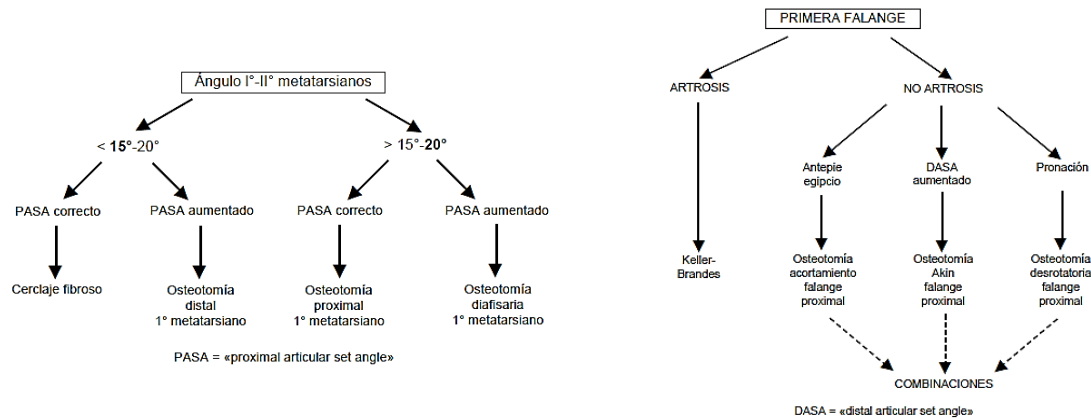 Ángulo I°-II° metatarsianos
< 15°-20°
> 15°-20°
PASA correcto
PASA aumentado
PASA correcto
PASA aumentado
Cerclaje fibroso
Osteotomía
distal
1° metatarsiano
Osteotomía
proximal
1° metatarsiano
Osteotomía
diafisaria
1° metatarsiano
PASA = «proximal articular set angle»
PRIMERA FALANGE
ARTROSIS
NO ARTROSIS
Antepie
egipcio
DASA
aumentado
Pronación
Keller-
Brandes
Osteotomía
acortamiento
falange
proximal
Osteotomía
Akin
falange
proximal
Osteotomía
desrotatoria
falange
proximal
COMBINACIONES
DASA = «distal articular set angle»